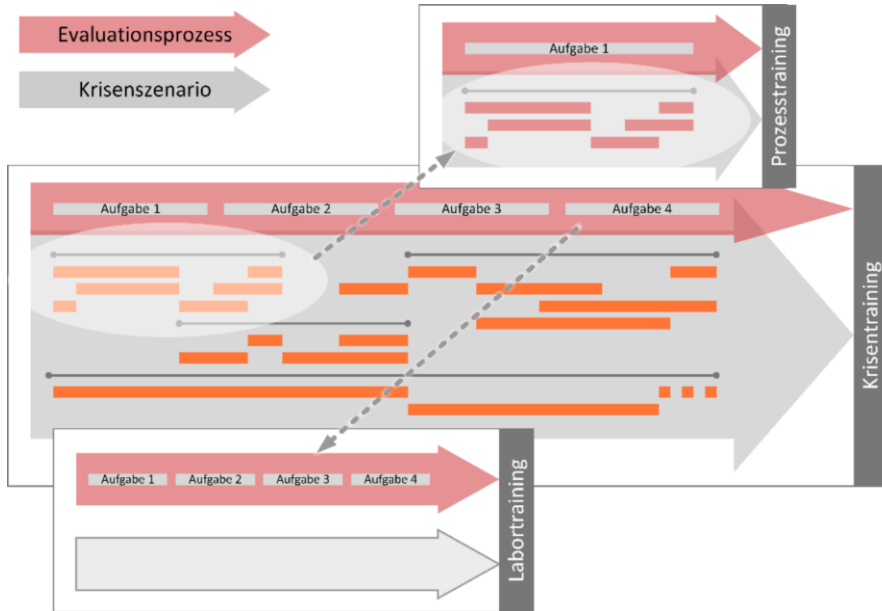 Evaluationsprozess
Krisenszenario
Aufgabe 1
Prozesstraining
Aufgabe 1
Aufgabe 2
Aufgabe 3
Aufgabe 4
Krisentraining
Aufgabe 1
Aufgabe 2
Aufgabe 3
Aufgabe 4
Labortraining